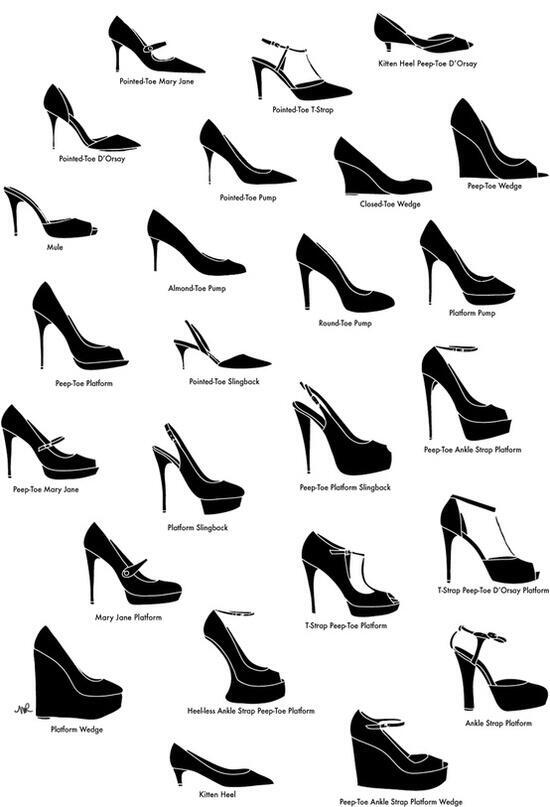 Pointed-Toe Mary Jane
Pointed-Toe T-Strap
Kitten Heel Peep-Toe D'Orsay
Pointed-Toe D'Orsay
Pointed-Toe Pump
Closed-Toe Wedge
Peep-Toe Wedge
Mule
Almond-Toe Pump
Round-Toe Pump
Platform Pump
Peep-Toe Platform
Pointed-Toe Slingback
Peep-Toe Ankle Strap Platform
Peep-Toe Mary Jane
Platform Slingback
Peep-Toe Platform Slingback
T-Strap Peep-Toe D'Orsay Platform
Mary Jane Platform
T-Strap Peep-Toe Platform
Platform Wedge
Heel-less Ankle Strap Peep-Toe Platform
Ankle Strap Platform
Kitten Heel
Peep-Toe Ankle Strap Platform Wedge